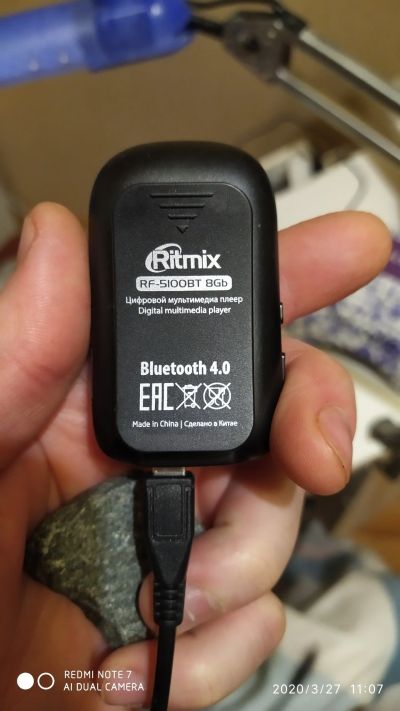 Ritmix
RF-5100BT 8Gb
Цифровой мультимедиа плеер
Digital multimedia player
Bluetooth 4.0
EAC
Made in China | Сделано в Китае
REDMI NOTE 7
AI DUAL CAMERA
2020/3/27 11:07